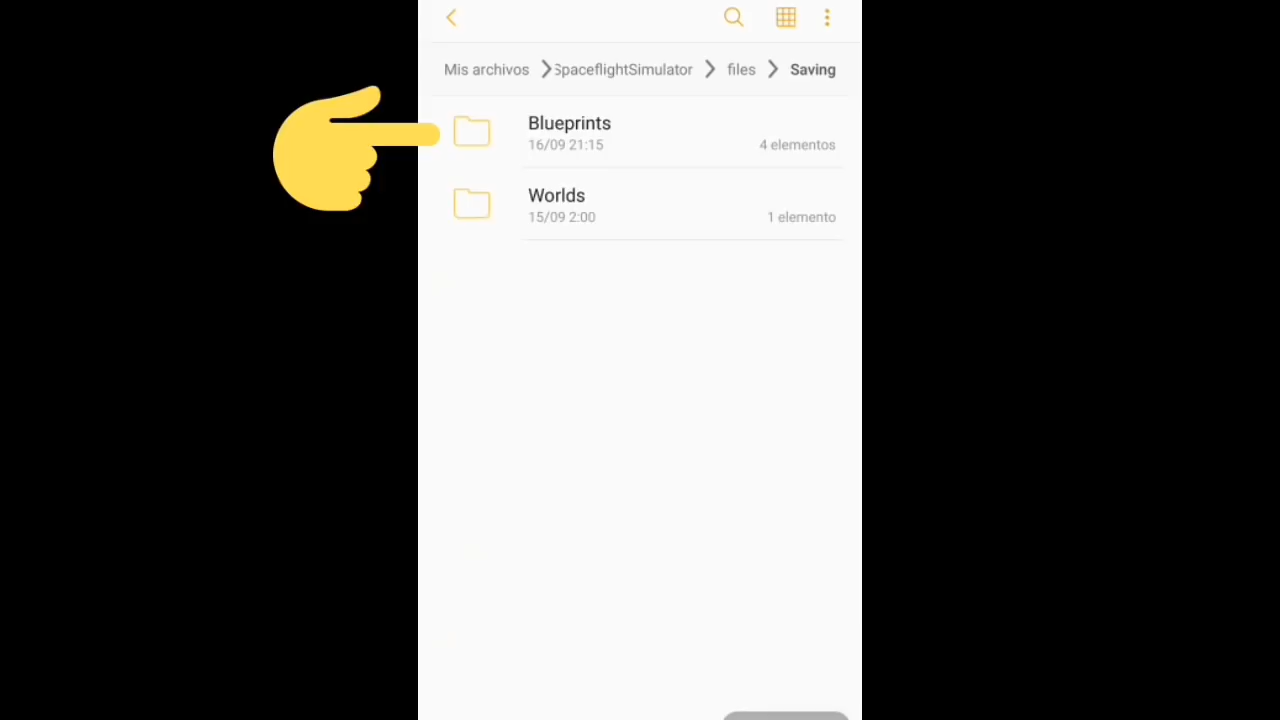 Mis archivos SpaceflightSimulator files Saving
Blueprints
16/09 21:15 4 elementos
Worlds
15/09 2:00 1 elemento